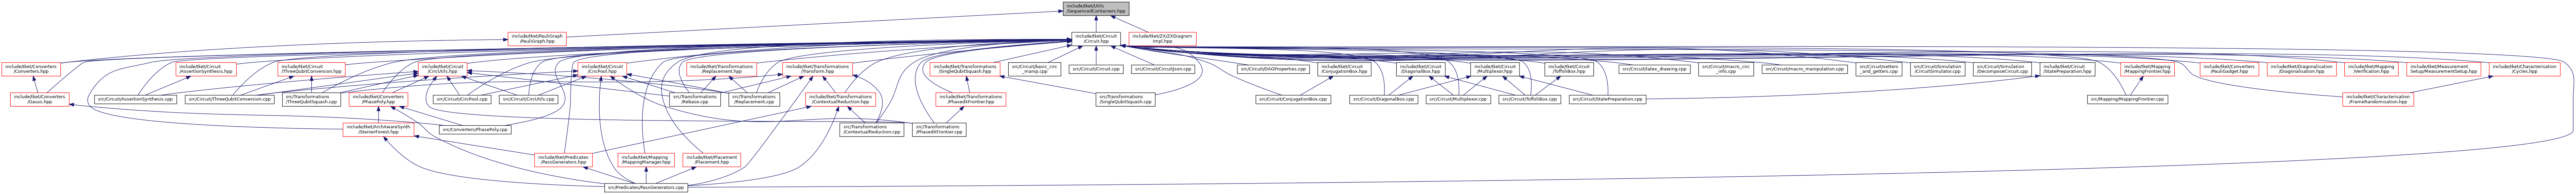 include/tket/Utils
/SequencedContainers.hpp
include/tket/PauliGraph
/PauliGraph.hpp
include/tket/Circuit
/Circuit.hpp
include/tket/ZX/ZXDiagram
Impl.hpp
include/tket/Converters
/Converters.hpp
include/tket/Circuit
/AssertionSynthesis.hpp
include/tket/Circuit
/ThreeQubitConversion.hpp
include/tket/Circuit
/CircUtils.hpp
include/tket/Circuit
/CircPool.hpp
include/tket/Transformations
/Replacement.hpp
include/tket/Transformations
/Transform.hpp
include/tket/Transformations
/SingleQubitSquash.hpp
src/Circuit/basic_circ
_manip.cpp
src/Circuit/Circuit.cpp
src/Circuit/CircuitJson.cpp
src/Circuit/DAGProperties.cpp
include/tket/Circuit
/ConjugationBox.hpp
include/tket/Circuit
/DiagonalBox.hpp
include/tket/Circuit
/Multiplexor.hpp
include/tket/Circuit
/ToffoliBox.hpp
src/Circuit/latex_drawing.cpp
src/Circuit/macro_circ
_info.cpp
src/Circuit/macro_manipulation.cpp
src/Circuit/setters
_and_getters.cpp
src/Circuit/Simulation
/CircuitSimulator.cpp
src/Circuit/Simulation
/DecomposeCircuit.cpp
include/tket/Circuit
/StatePreparation.hpp
include/tket/Mapping
/MappingFrontier.hpp
include/tket/Converters
/PauliGadget.hpp
include/tket/Diagonalisation
/Diagonalisation.hpp
include/tket/Mapping
/Verification.hpp
include/tket/Measurement
Setup/MeasurementSetup.hpp
include/tket/Characterisation
/Cycles.hpp
include/tket/Converters
/Gauss.hpp
src/Circuit/AssertionSynthesis.cpp
src/Circuit/ThreeQubitConversion.cpp
src/Transformations
/ThreeQubitSquash.cpp
include/tket/Converters
/PhasePoly.hpp
src/Circuit/CircPool.cpp
src/Circuit/CircUtils.cpp
src/Transformations
/Rebase.cpp
src/Transformations
/Replacement.cpp
include/tket/Transformations
/ContextualReduction.hpp
include/tket/Transformations
/PhasedXFrontier.hpp
src/Transformations
/SingleQubitSquash.cpp
src/Circuit/ConjugationBox.cpp
src/Circuit/DiagonalBox.cpp
src/Circuit/Multiplexor.cpp
src/Circuit/ToffoliBox.cpp
src/Circuit/StatePreparation.cpp
src/Mapping/MappingFrontier.cpp
include/tket/Characterisation
/FrameRandomisation.hpp
include/tket/ArchAwareSynth
/SteinerForest.hpp
src/Converters/PhasePoly.cpp
src/Transformations
/ContextualReduction.cpp
src/Transformations
/PhasedXFrontier.cpp
include/tket/Predicates
/PassGenerators.hpp
include/tket/Mapping
/MappingManager.hpp
include/tket/Placement
/Placement.hpp
src/Predicates/PassGenerators.cpp